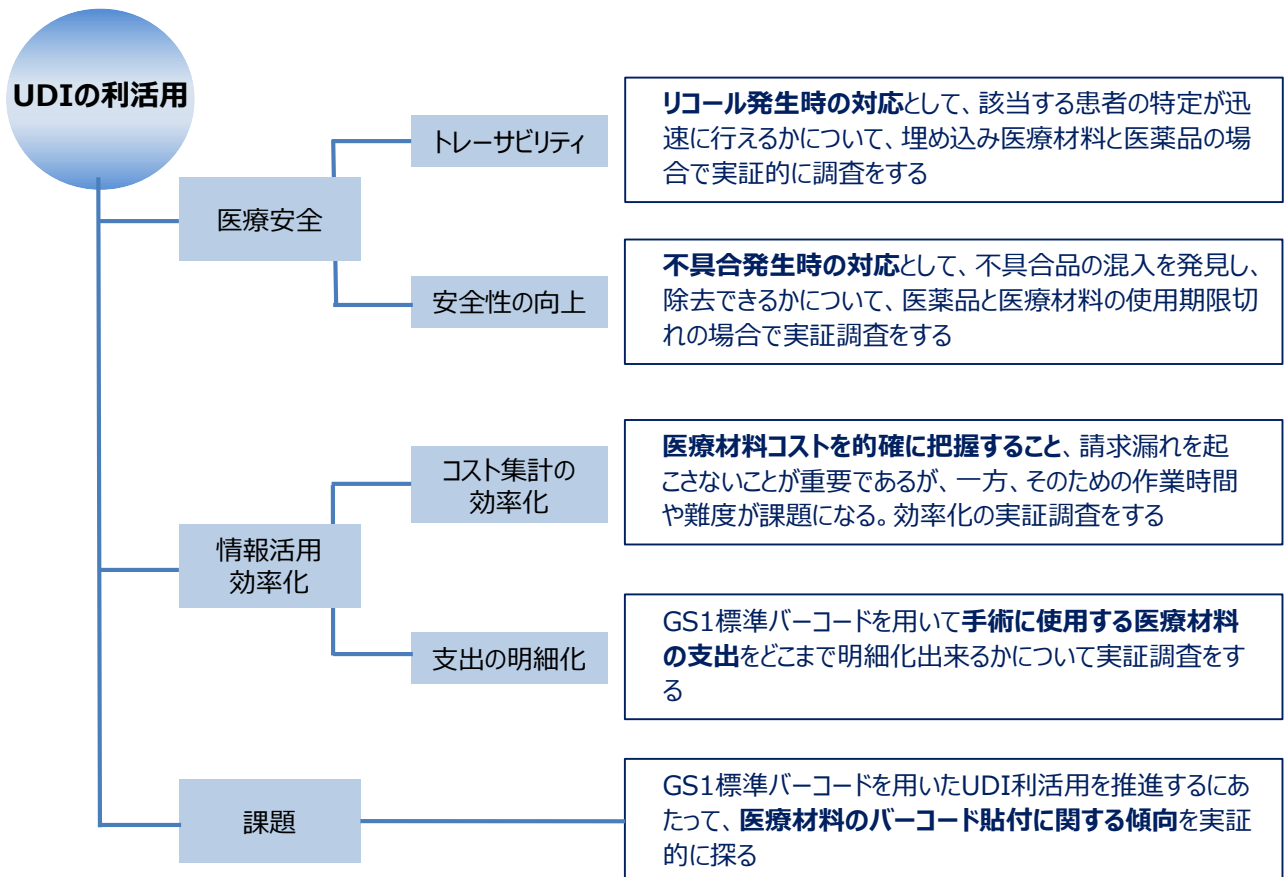 UDIの利活用
医療安全
トレーサビリティ
リコール発生時の対応として、該当する患者の特定が迅
速に行えるかについて、埋め込み医療材料と医薬品の場
合で実証的に調査をする
安全性の向上
不具合発生時の対応として、不具合品の混入を発見し、
除去できるかについて、医薬品と医療材料の使用期限切
れの場合で実証調査をする
情報活用
効率化
コスト集計の
効率化
医療材料コストを的確に把握すること、請求漏れを起
こさないことが重要であるが、一方、そのための作業時間
や難度が課題になる。効率化の実証調査をする
支出の明細化
GS1標準バーコードを用いて手術に使用する医療材料
の支出をどこまで明細化出来るかについて実証調査をす
る
課題
GS1標準バーコードを用いたUDI利活用を推進するにあ
たって、医療材料のバーコード貼付に関する傾向を実証
的に探る